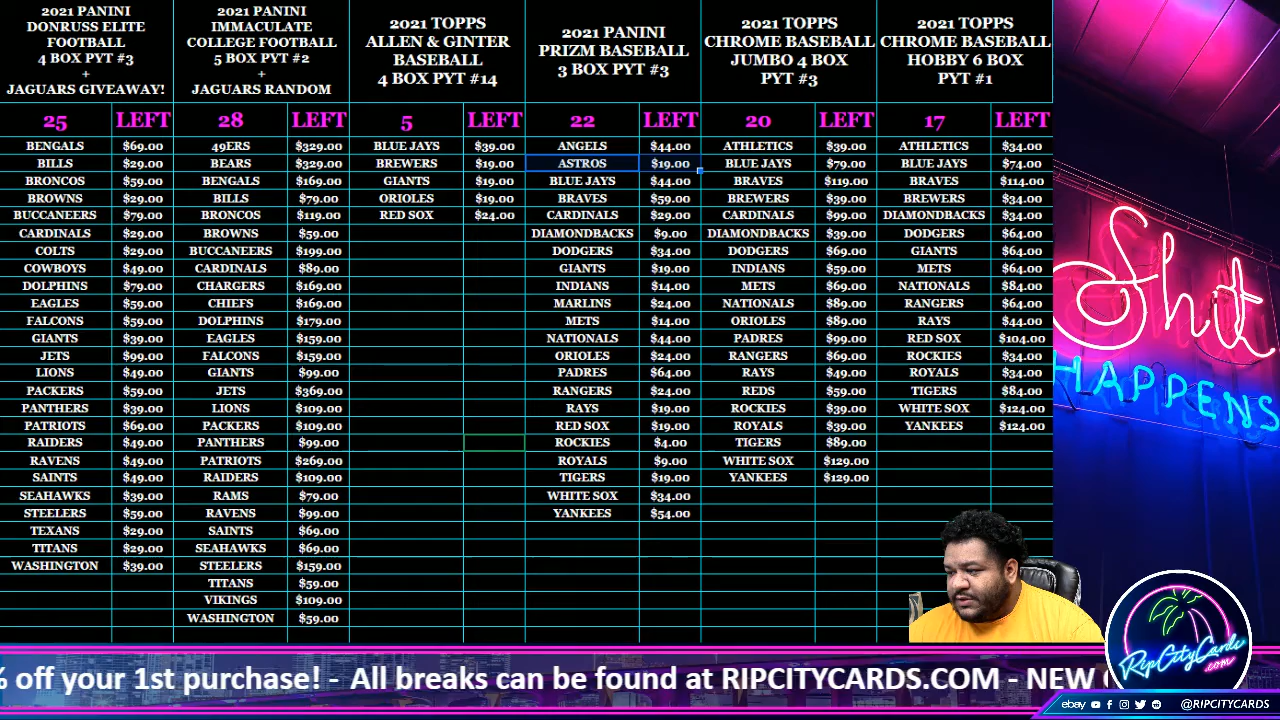 2021 PANINI
DONRUSS ELITE
FOOTBALL
4 BOX PYT #3
+
JAGUARS GIVEAWAY!
25 LEFT
BENGALS $69.00
BILLS $29.00
BRONCOS $59.00
BROWNS $29.00
BUCCANEERS $79.00
CARDINALS $29.00
COLTS $29.00
COWBOYS $49.00
DOLPHINS $79.00
EAGLES $59.00
FALCONS $59.00
GIANTS $39.00
JETS $99.00
LIONS $49.00
PACKERS $59.00
PANTHERS $39.00
PATRIOTS $69.00
RAIDERS $49.00
RAVENS $49.00
SAINTS $49.00
SEAHAWKS $39.00
STEELERS $59.00
TEXANS $29.00
TITANS $29.00
WASHINGTON $39.00
2021 PANINI
IMMACULATE
COLLEGE FOOTBALL
5 BOX PYT #2
+
JAGUARS RANDOM
28 LEFT
49ERS $329.00
BEARS $329.00
BENGALS $169.00
BILLS $79.00
BRONCOS $119.00
BROWNS $59.00
BUCCANEERS $199.00
CARDINALS $89.00
CHARGERS $169.00
CHIEFS $169.00
DOLPHINS $179.00
EAGLES $159.00
FALCONS $159.00
GIANTS $99.00
JETS $369.00
LIONS $109.00
PACKERS $109.00
PANTHERS $99.00
PATRIOTS $269.00
RAIDERS $109.00
RAMS $79.00
RAVENS $99.00
SAINTS $69.00
SEAHAWKS $69.00
STEELERS $159.00
TITANS $59.00
VIKINGS $109.00
WASHINGTON $59.00
2021 TOPPS
ALLEN & GINTER
BASEBALL
4 BOX PYT #14
5 LEFT
BLUE JAYS $39.00
BREWERS $19.00
GIANTS $19.00
ORIOLES $19.00
RED SOX $24.00
2021 PANINI
PRIZM BASEBALL
3 BOX PYT #3
22 LEFT
ANGELS $44.00
ASTROS $19.00
BLUE JAYS $44.00
BRAVES $59.00
CARDINALS $29.00
DIAMONDBACKS $9.00
DODGERS $34.00
GIANTS $19.00
INDIANS $14.00
MARLINS $24.00
METS $14.00
NATIONALS $44.00
ORIOLES $24.00
PADRES $64.00
RANGERS $24.00
RAYS $19.00
RED SOX $19.00
ROCKIES $4.00
ROYALS $9.00
TIGERS $19.00
WHITE SOX $34.00
YANKEES $54.00
2021 TOPPS
CHROME BASEBALL
JUMBO 4 BOX
PYT #3
20 LEFT
ATHLETICS $39.00
BLUE JAYS $79.00
BRAVES $119.00
BREWERS $39.00
CARDINALS $99.00
DIAMONDBACKS $39.00
DODGERS $69.00
INDIANS $59.00
METS $69.00
NATIONALS $89.00
ORIOLES $89.00
PADRES $99.00
RANGERS $69.00
RAYS $49.00
REDS $59.00
ROCKIES $39.00
ROYALS $39.00
TIGERS $89.00
WHITE SOX $129.00
YANKEES $129.00
2021 TOPPS
CHROME BASEBALL
HOBBY 6 BOX
PYT #1
17 LEFT
ATHLETICS $34.00
BLUE JAYS $74.00
BRAVES $114.00
BREWERS $34.00
DIAMONDBACKS $34.00
DODGERS $64.00
GIANTS $64.00
METS $64.00
NATIONALS $84.00
RANGERS $64.00
RAYS $44.00
RED SOX $104.00
ROCKIES $34.00
ROYALS $34.00
TIGERS $84.00
WHITE SOX $124.00
YANKEES $124.00
Shit
HAPPENS
RipCityCards
.com
% off your 1st purchase! - All breaks can be found at RIPCITYCARDS.COM - NEW
ebay @RIPCITYCARDS